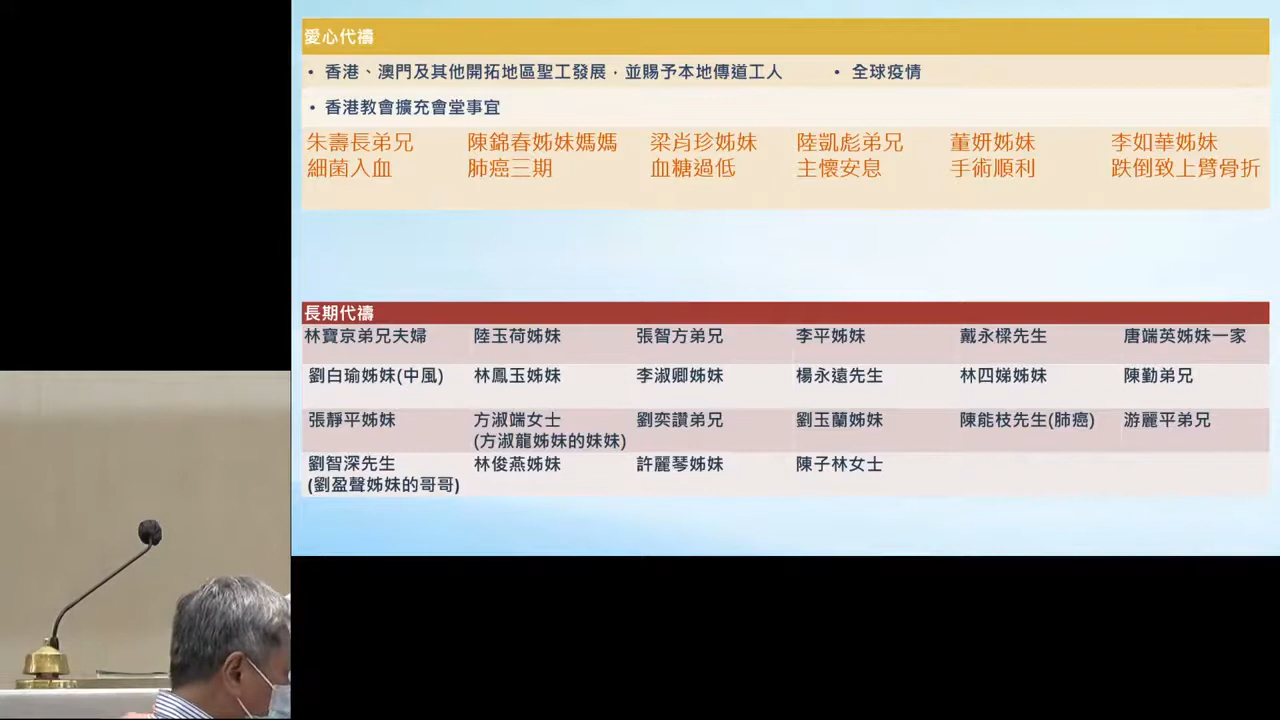 愛心代禱
• 香港、澳門及其他開拓地區聖工發展，並賜予本地傳道工人 • 全球疫情
• 香港教會擴充會堂事宜
朱壽長弟兄 陳錦春姊妹媽媽 梁肖珍姊妹 陸凱彪弟兄 董妍姊妹 李如華姊妹
細菌入血 肺癌三期 血糖過低 主懷安息 手術順利 跌倒致上臂骨折
長期代禱
林寶京弟兄夫婦 陸玉荷姊妹 張智方弟兄 李平姊妹 戴永樑先生 唐端英姊妹一家
劉白瑜姊妹(中風) 林鳳玉姊妹 李淑卿姊妹 楊永遠先生 林四娣姊妹 陳勤弟兄
張靜平姊妹 方淑端女士 劉奕讚弟兄 劉玉蘭姊妹 陳能枝先生(肺癌) 游麗平弟兄
(方淑龍姊妹的妹妹)
劉智深先生 林俊燕姊妹 許麗琴姊妹 陳子林女士
(劉盈聲姊妹的哥哥)